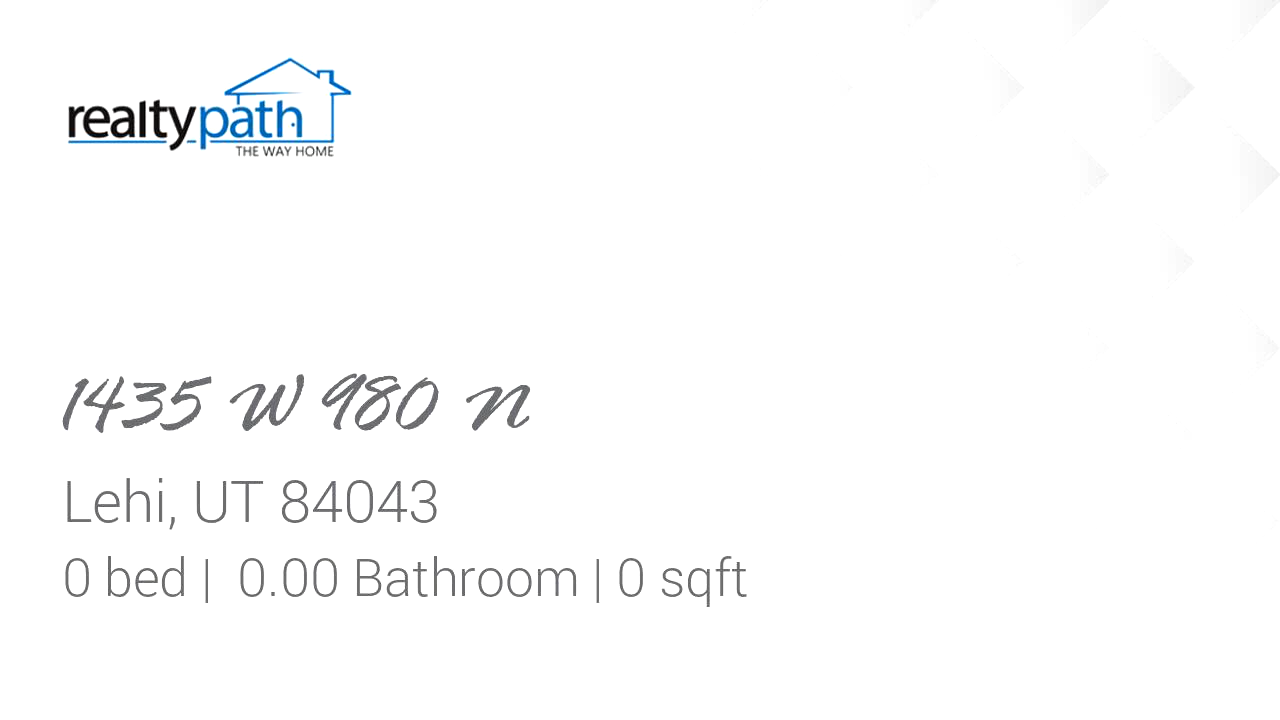 realtypath
THE WAY HOME
1435 W 980 N
Lehi, UT 84043
0 bed | 0.00 Bathroom | 0 sqft